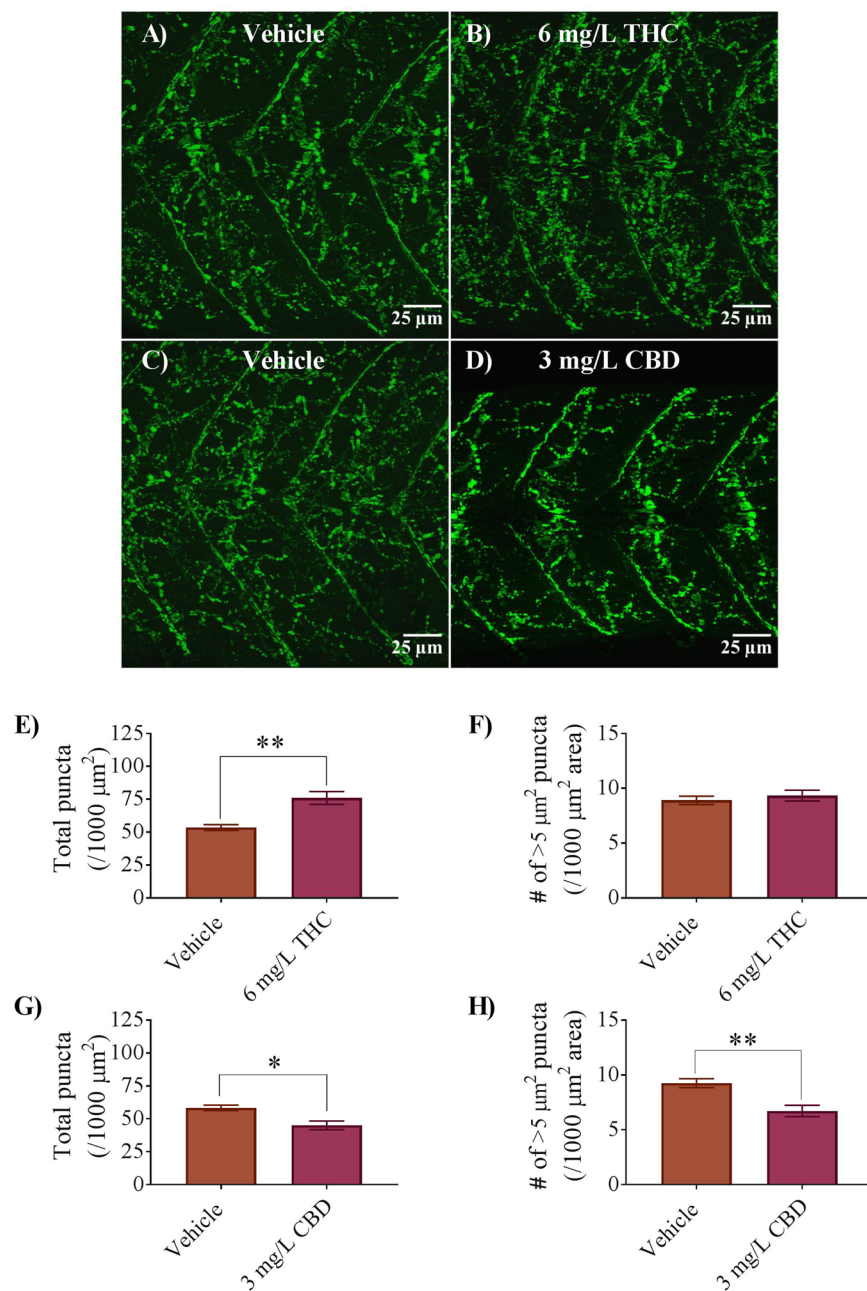 A) Vehicle
B) 6 mg/L THC
25 µm
25 µm
C) Vehicle
D) 3 mg/L CBD
25 µm
25 µm
E)
Total puncta
(/1000 µm²)
125
100
75
50
25
0
**
Vehicle
6 mg/L THC
F)
# of >5 µm² puncta
(/1000 µm² area)
15
10
5
0
Vehicle
6 mg/L THC
G)
Total puncta
(/1000 µm²)
125
100
75
50
25
0
*
Vehicle
3 mg/L CBD
H)
# of >5 µm² puncta
(/1000 µm² area)
15
10
5
0
**
Vehicle
3 mg/L CBD